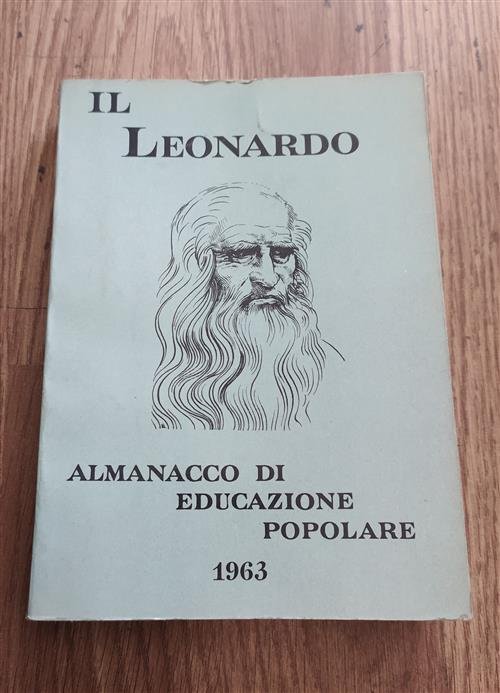 IL
LEONARDO
ALMANACCO DI
EDUCAZIONE
POPOLARE
1963